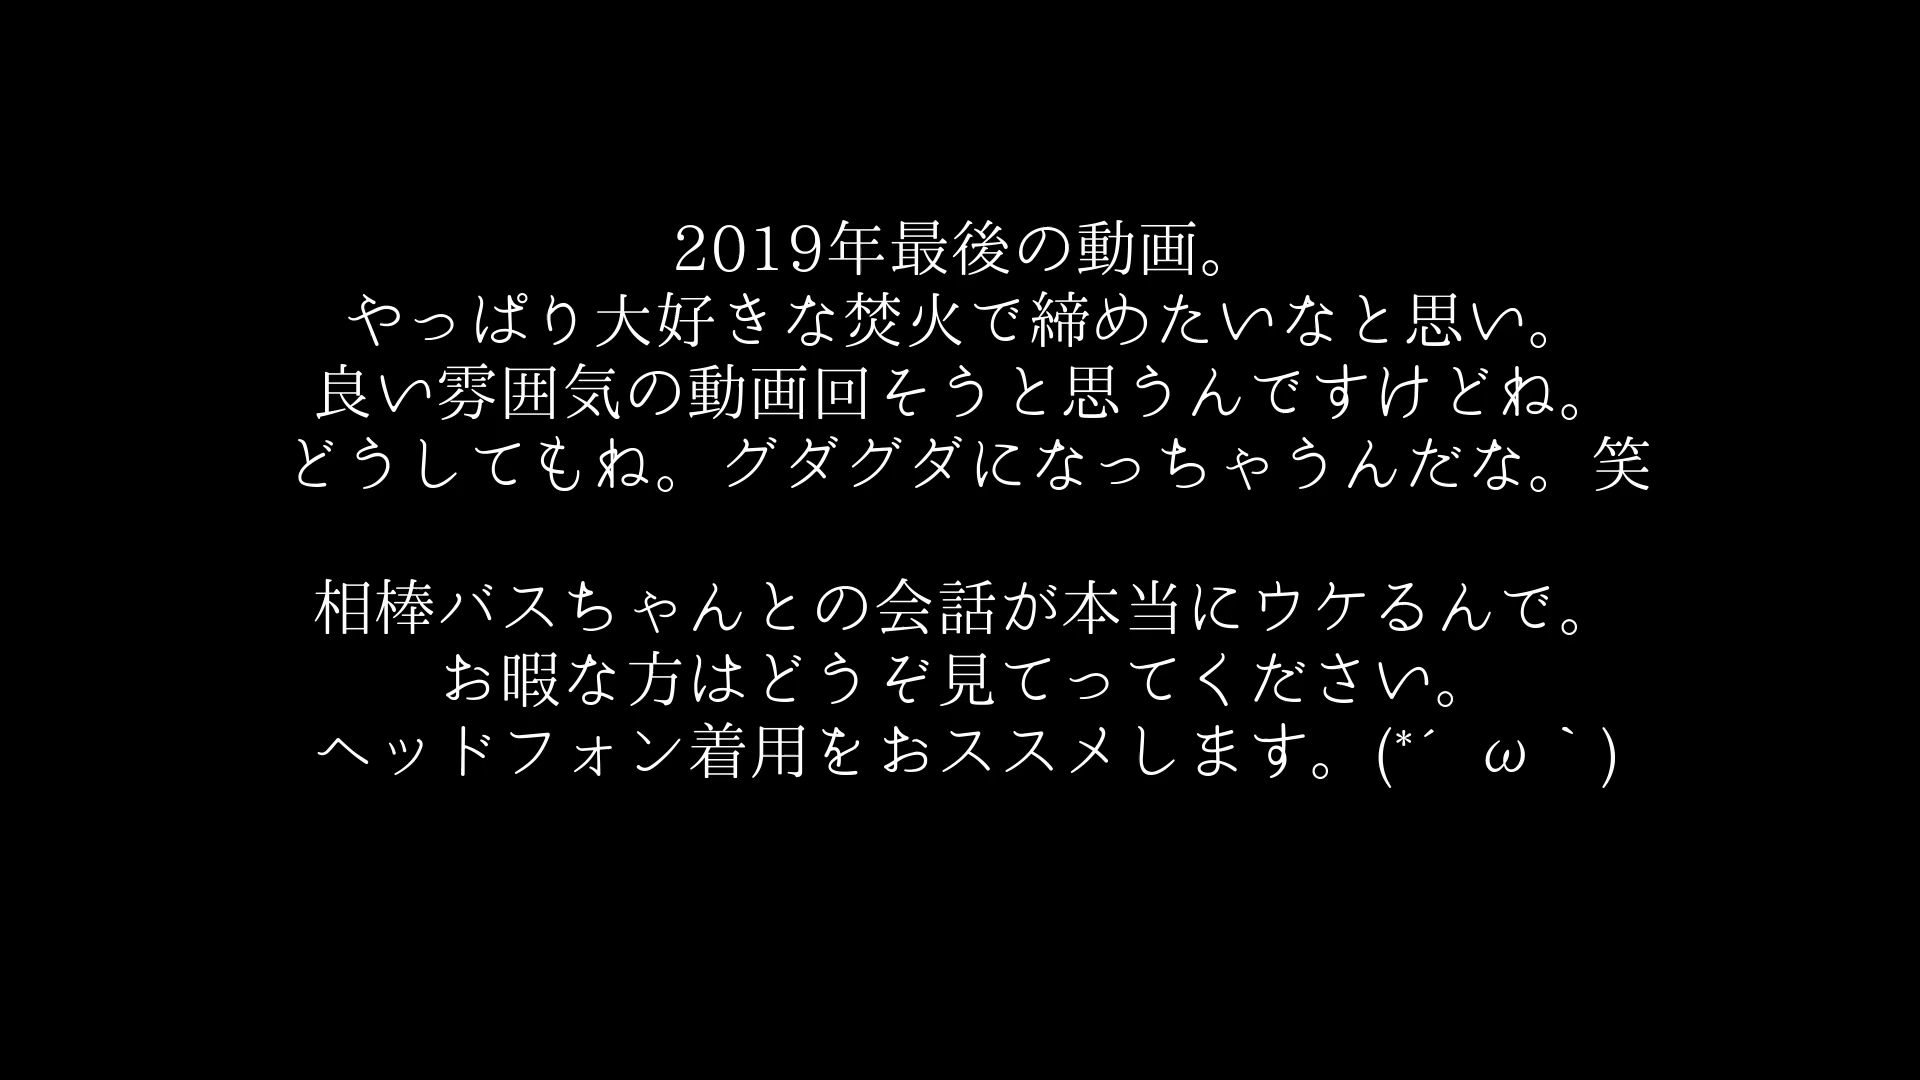 2019年最後の動画。
やっぱり大好きな焚火で締めたいなと思い。
良い雰囲気の動画回そうと思うんですけどね。
どうしてもね。グダグダになっちゃうんだな。笑
相棒バスちゃんとの会話が本当にウケるんで。
お暇な方はどうぞ見てってください。
ヘッドフォン着用をおススメします。(*´ ω｀)